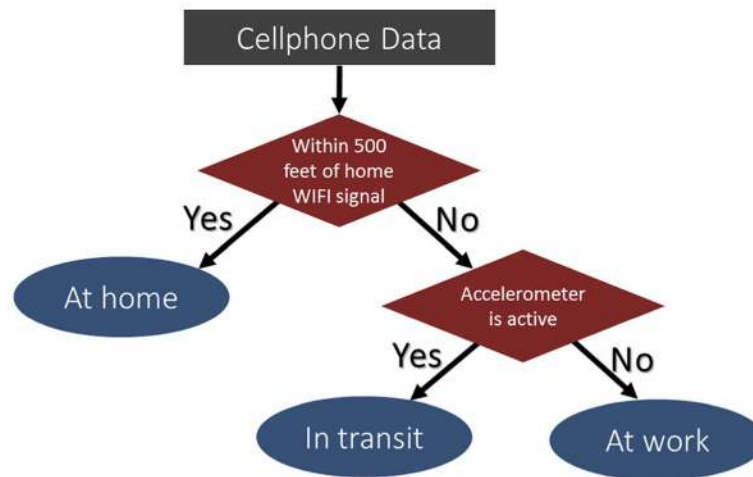 Cellphone Data
Within 500
feet of home
WIFI signal
Yes
No
At home
Accelerometer
is active
Yes
No
In transit
At work